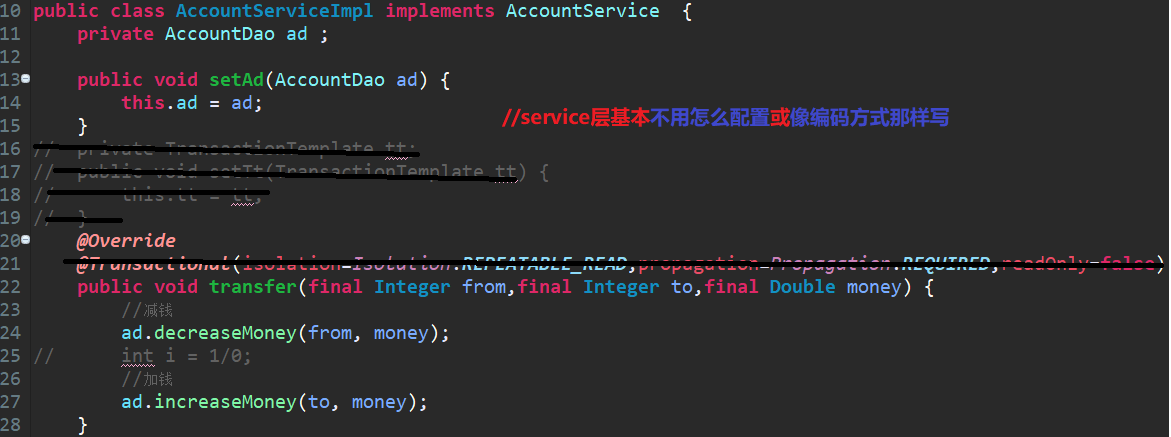 10 public class AccountServiceImpl implements AccountService  {
11     private AccountDao ad ;
12
13     public void setAd(AccountDao ad) {
14         this.ad = ad;
//service层基本不用怎么配置或像编码方式那样写
15     }
16 //  private TransactionTemplate tt;
17 //  public void setTt(TransactionTemplate tt) {
18 //      this.tt = tt;
19 //  }
20     @Override
21     @Transactional(isolation=Isolation.REPEATABLE_READ,propagation=Propagation.REQUIRED,readOnly=false)
22     public void transfer(final Integer from,final Integer to,final Double money) {
23         //减钱
24         ad.decreaseMoney(from, money);
25 //      int i = 1/0;
26         //加钱
27         ad.increaseMoney(to, money);
28     }